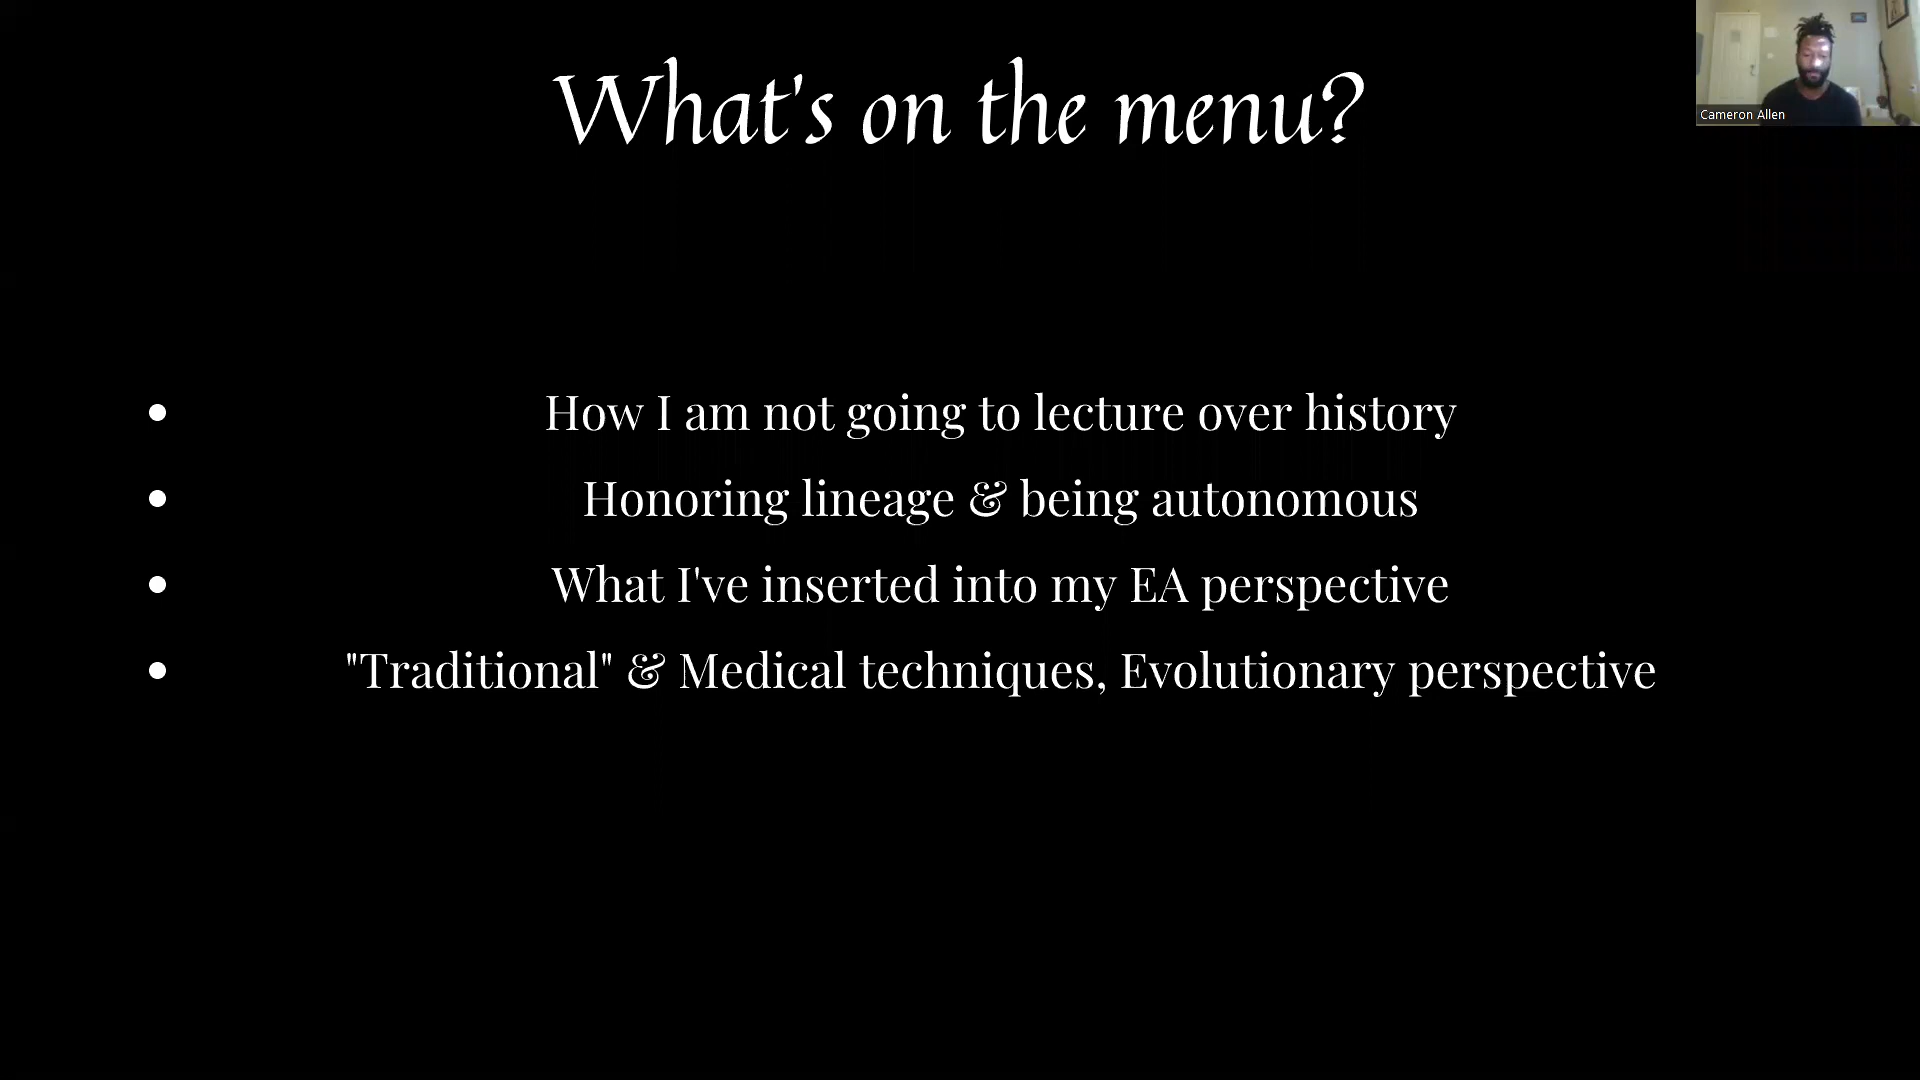 What's on the menu?
Cameron Allen
How I am not going to lecture over history
Honoring lineage & being autonomous
What I've inserted into my EA perspective
"Traditional" & Medical techniques, Evolutionary perspective